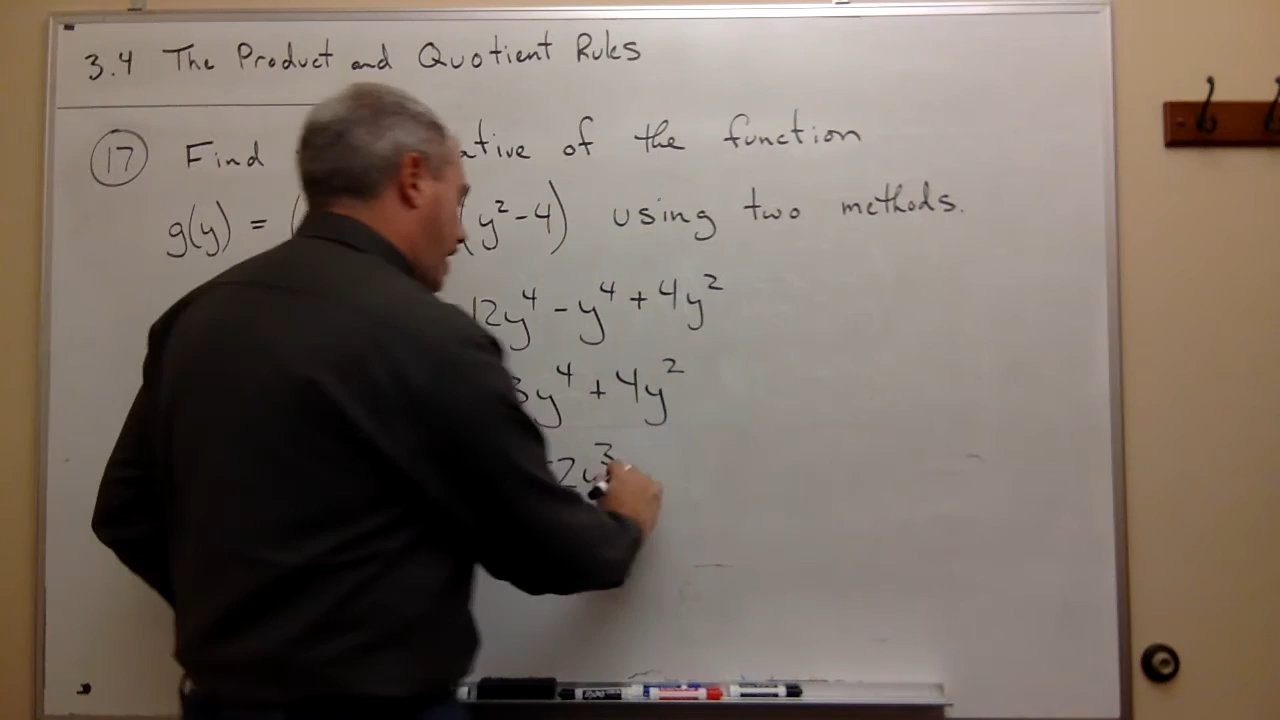 3.4 The Product and Quotient Rules
17 Find ative of the function
g(y) = ( (y² - 4) using two methods.
12y⁴ - y⁴ + 4y²
3y⁴ + 4y²
2y³